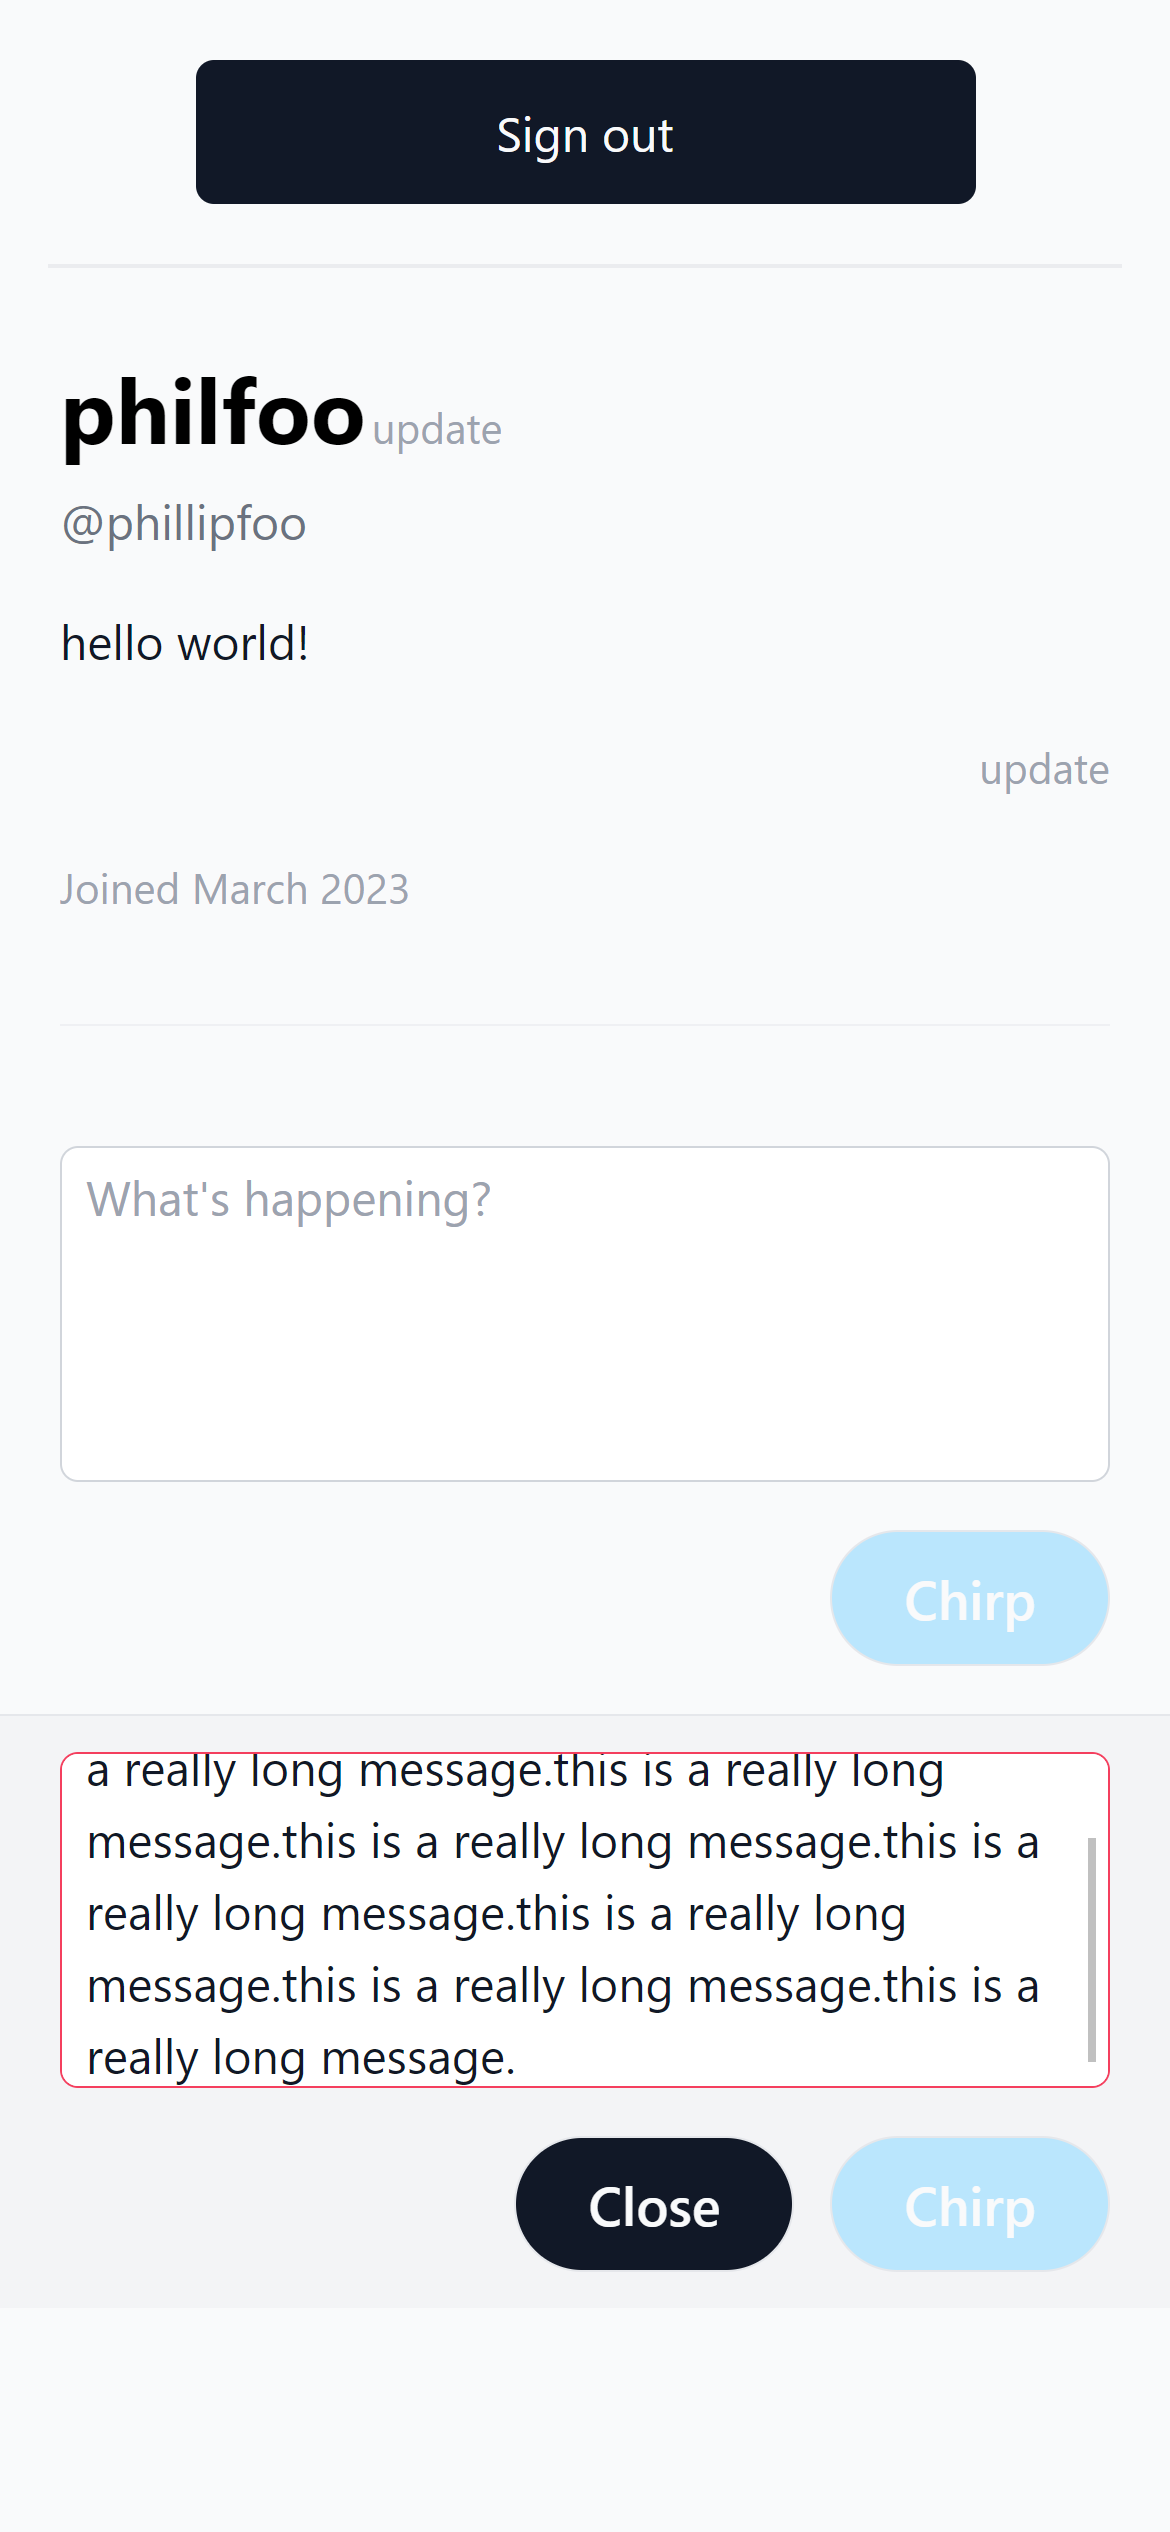 Sign out
philfoo update
@phillipfoo
hello world!
update
Joined March 2023
What's happening?
Chirp
a really long message.this is a really long
message.this is a really long message.this is a
really long message.this is a really long
message.this is a really long message.this is a
really long message.
Close Chirp